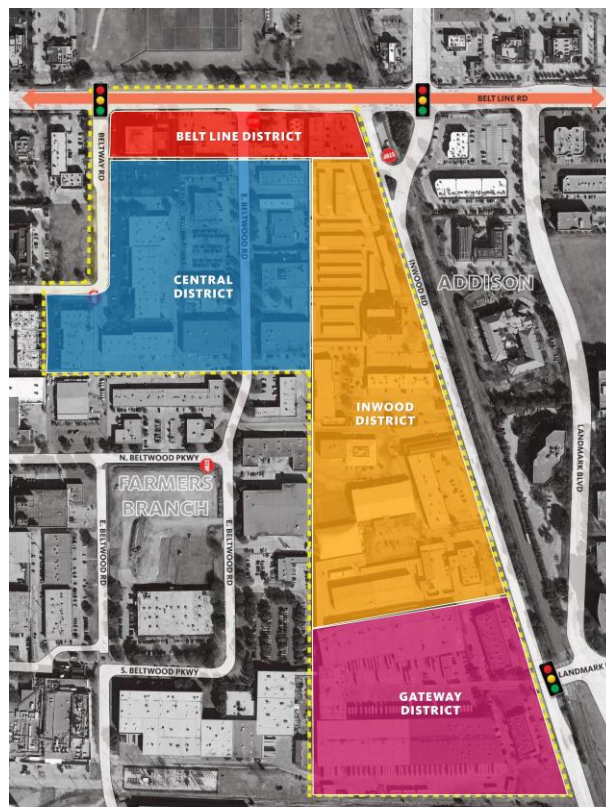 BELT LINE RD
BELT LINE DISTRICT
BELTWAY RD
E. BELTWOOD RD
CENTRAL
DISTRICT
INWOOD RD
ADDISON
INWOOD
DISTRICT
LANDMARK BLVD
N. BELTWOOD PKWY
FARMERS
BRANCH
E. BELTWOOD RD
E. BELTWOOD RD
S. BELTWOOD PKWY
LANDMARK
GATEWAY
DISTRICT